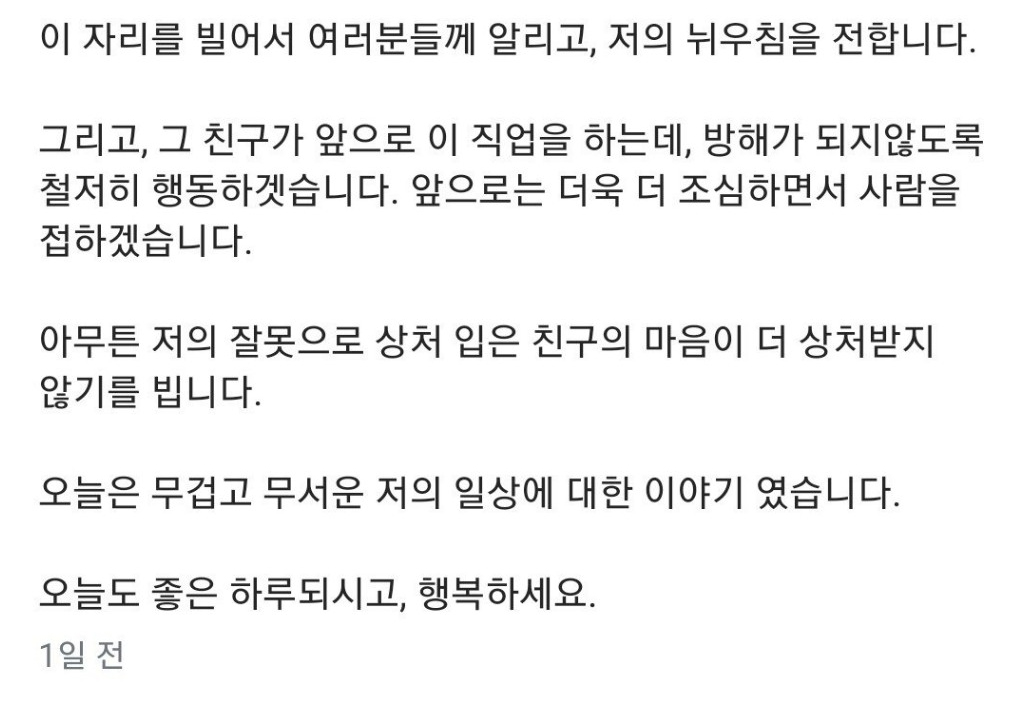 이 자리를 빌어서 여러분들께 알리고, 저의 뉘우침을 전합니다.
그리고, 그 친구가 앞으로 이 직업을 하는데, 방해가 되지않도록
철저히 행동하겟습니다. 앞으로는 더욱 더 조심하면서 사람을
접하겠습니다.
아무튼 저의 잘못으로 상처 입은 친구의 마음이 더 상처받지
않기를 빕니다.
오늘은 무겁고 무서운 저의 일상에 대한 이야기 였습니다.
오늘도 좋은 하루되시고, 행복하세요.
1일 전